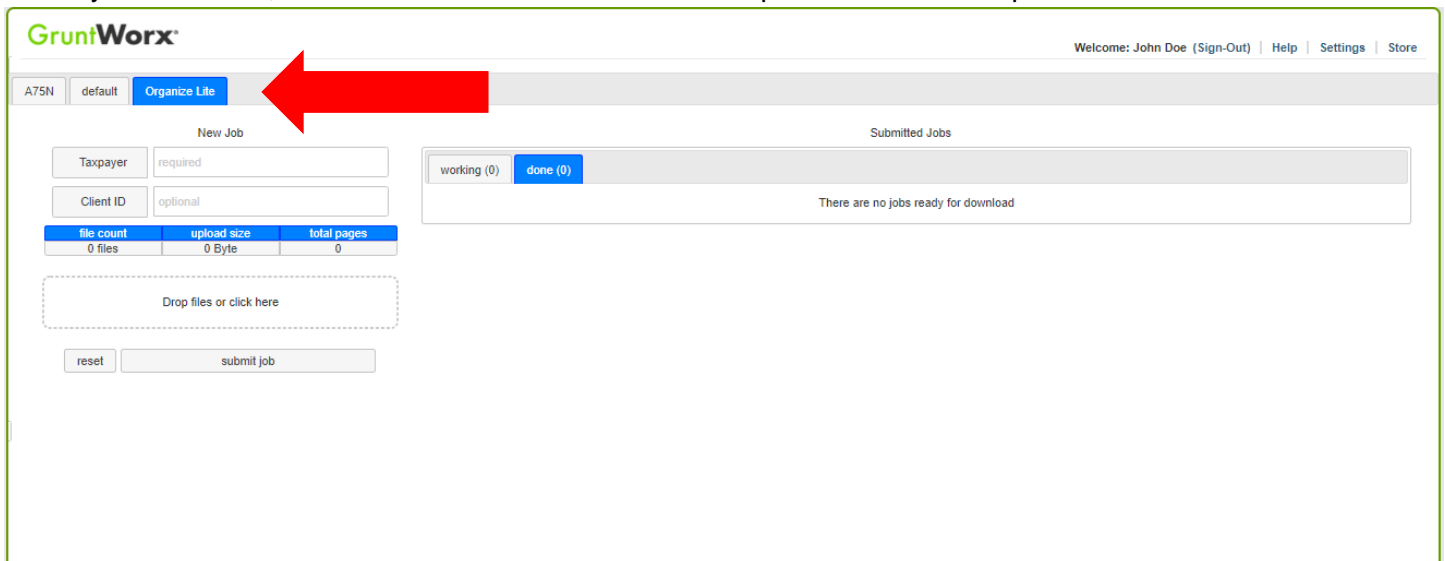 GruntWorx
Welcome: John Doe (Sign-Out) | Help | Settings | Store
A75N default Organize Lite
New Job
Taxpayer required
Client ID optional
file count upload size total pages
0 files 0 Byte 0
Drop files or click here
reset submit job
Submitted Jobs
working (0) done (0)
There are no jobs ready for download